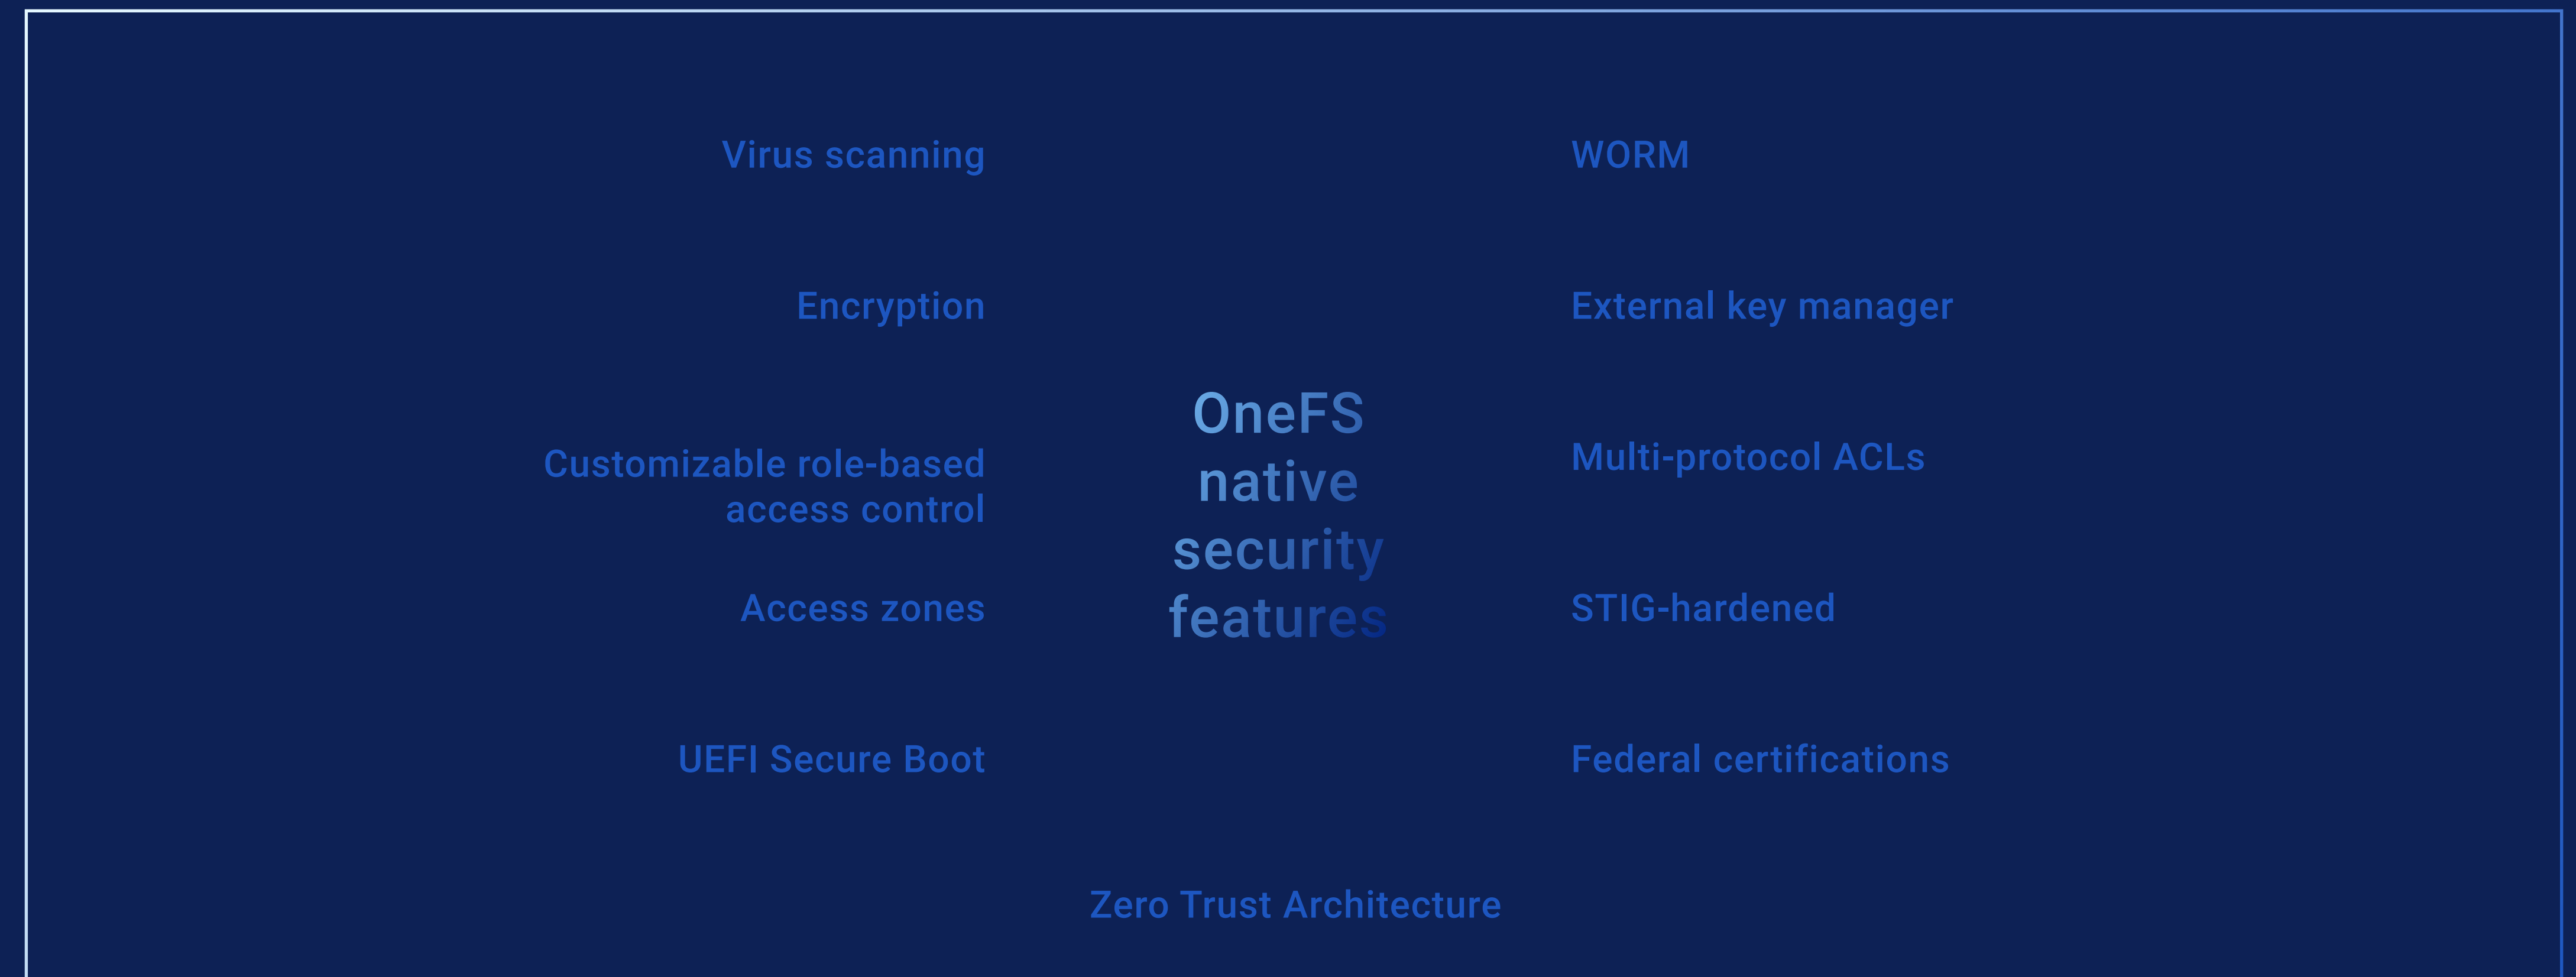 Virus scanning
Encryption
Customizable role-based
access control
Access zones
UEFI Secure Boot
OneFS
native
security
features
WORM
External key manager
Multi-protocol ACLs
STIG-hardened
Federal certifications
Zero Trust Architecture